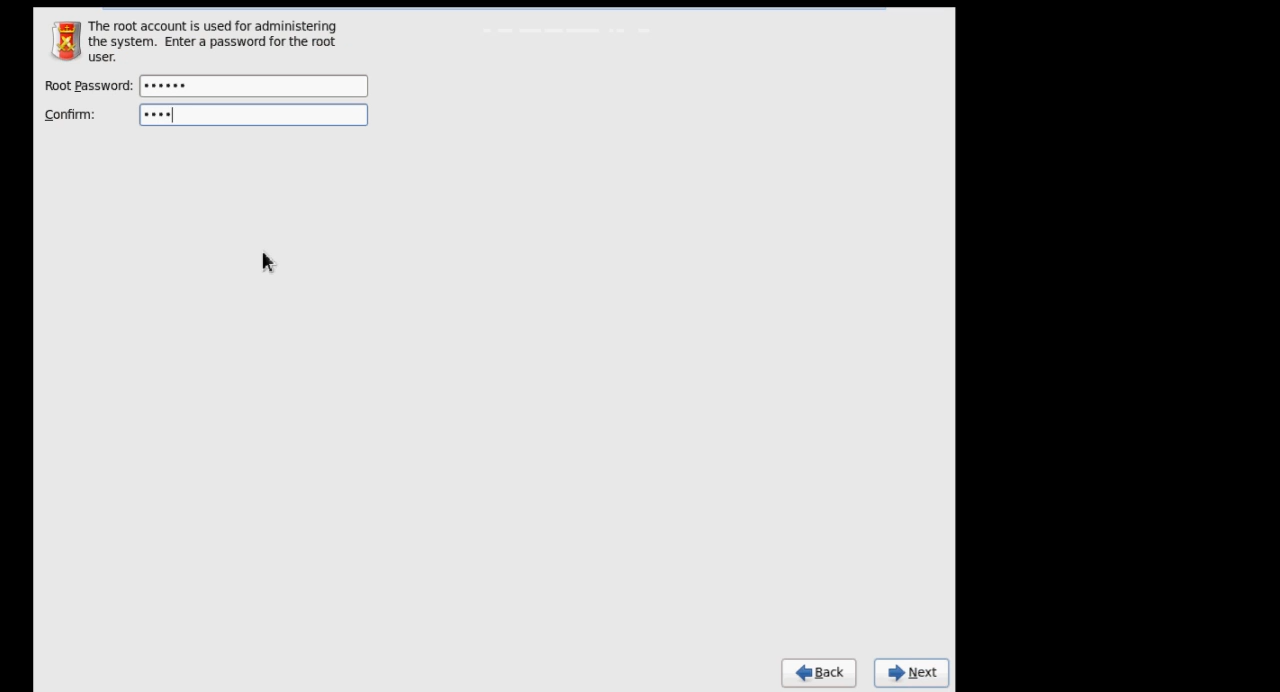 The root account is used for administering
the system.  Enter a password for the root
user.
Root Password: ••••••
Confirm: ••••
Back
Next